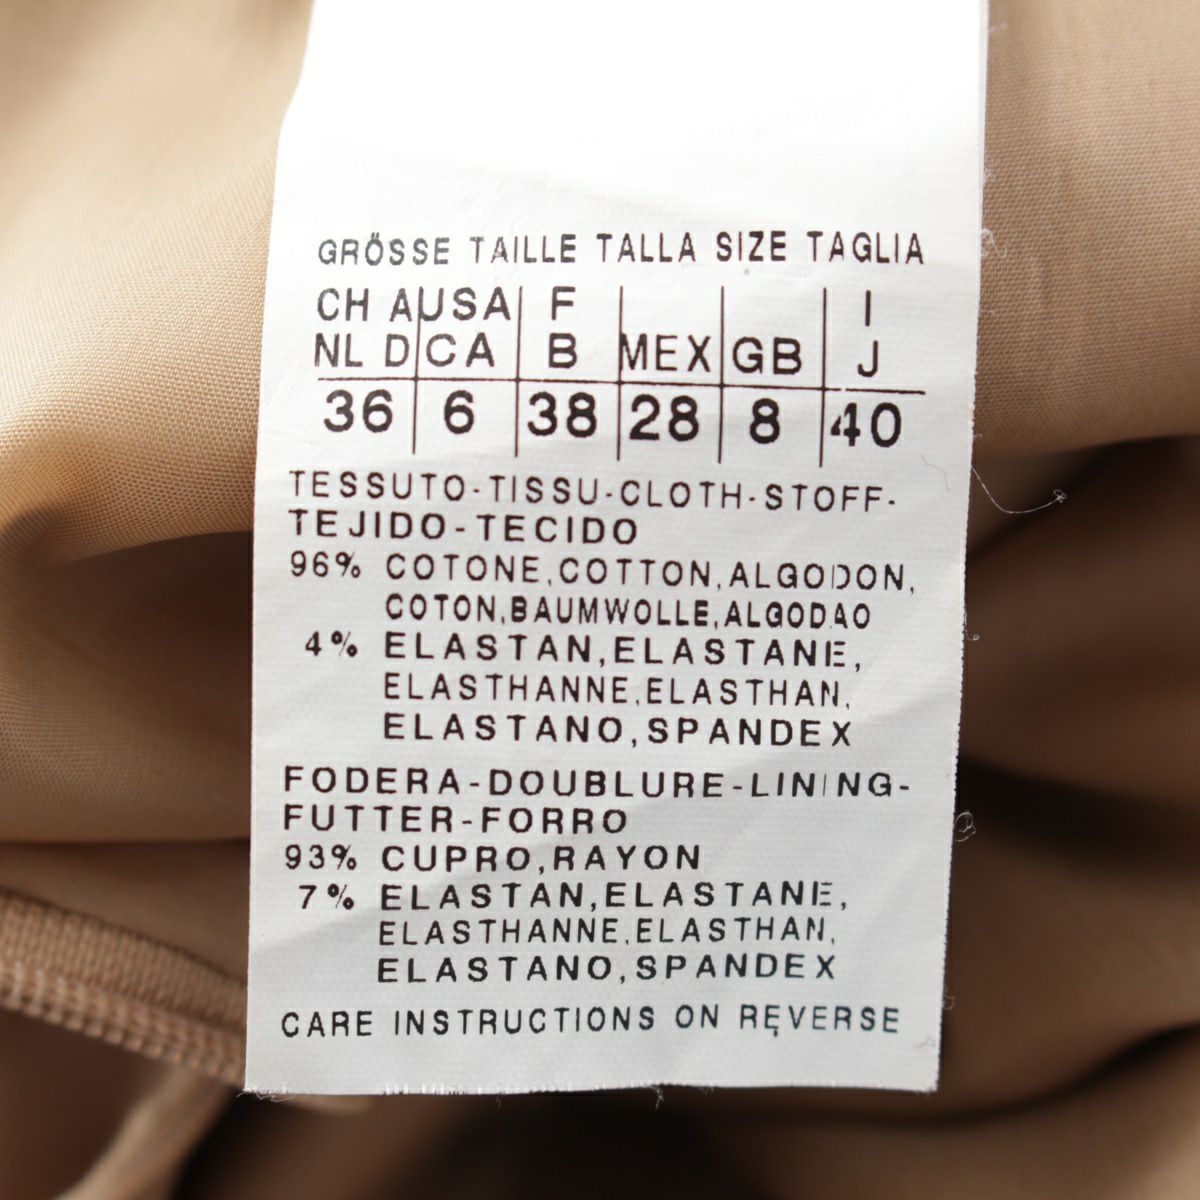 GRÖSSE TAILLE TALLA SIZE TAGLIA
CH A USA F I
NL D CA B MEX GB J
36 6 38 28 8 40
TESSUTO-TISSU-CLOTH-STOFF-
TEJIDO-TECIDO
96% COTONE,COTTON,ALGODON,
COTON,BAUMWOLLE,ALGODAO
4% ELASTAN,ELASTANE,
ELASTHANNE,ELASTHAN,
ELASTANO,SPANDEX
FODERA-DOUBLURE-LINING-
FUTTER-FORRO
93% CUPRO,RAYON
7% ELASTAN,ELASTANE,
ELASTHANNE,ELASTHAN,
ELASTANO,SPANDEX
CARE INSTRUCTIONS ON REVERSE